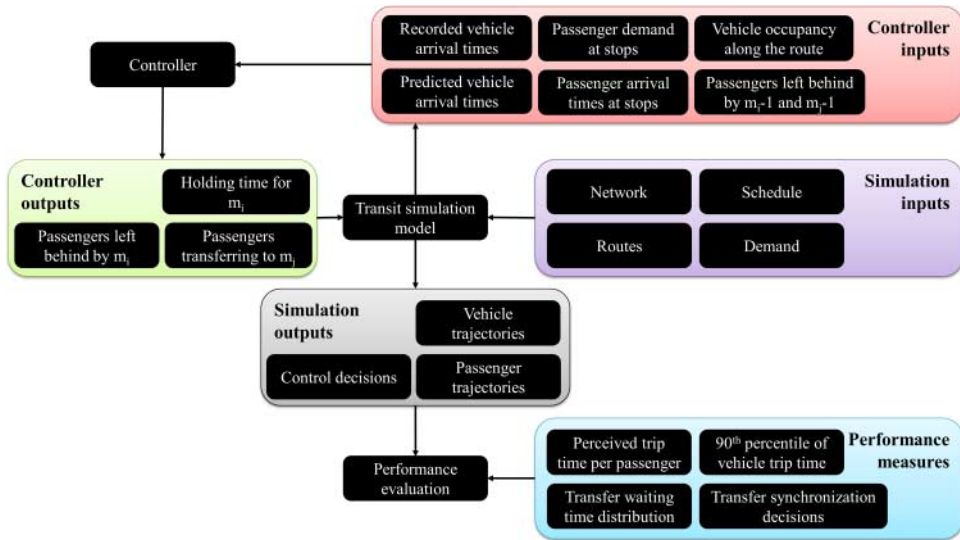 Recorded vehicle
arrival times
Passenger demand
at stops
Vehicle occupancy
along the route
Controller
inputs
Predicted vehicle
arrival times
Passenger arrival
times at stops
Passengers left behind
by mi-1 and mj-1
Controller
Controller
outputs
Holding time for
mi
Passengers left
behind by mi
Passengers
transferring to mj
Transit simulation
model
Network
Schedule
Simulation
inputs
Routes
Demand
Simulation
outputs
Vehicle
trajectories
Control decisions
Passenger
trajectories
Performance
evaluation
Perceived trip
time per passenger
90th percentile of
vehicle trip time
Performance
measures
Transfer waiting
time distribution
Transfer synchronization
decisions